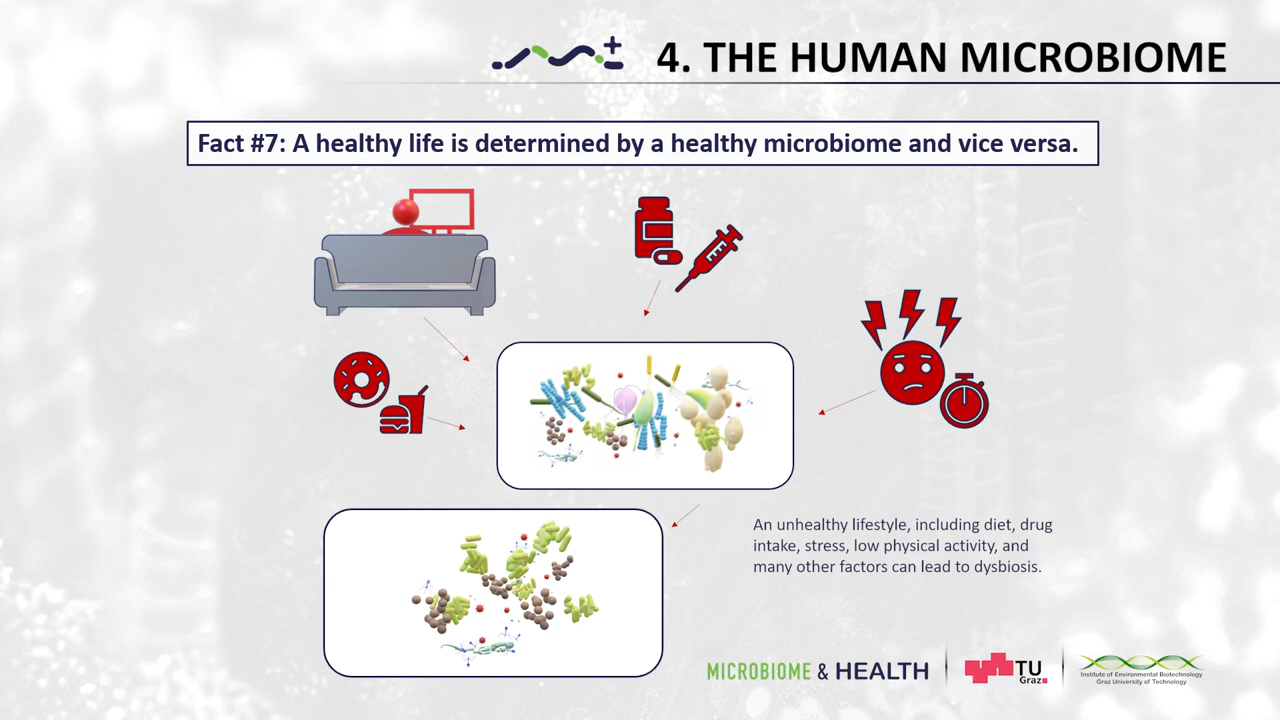 4. THE HUMAN MICROBIOME
Fact #7: A healthy life is determined by a healthy microbiome and vice versa.
An unhealthy lifestyle, including diet, drug
intake, stress, low physical activity, and
many other factors can lead to dysbiosis.
MICROBIOME & HEALTH
TU
Graz
Institute of Environmental Biotechnology
Graz University of Technology